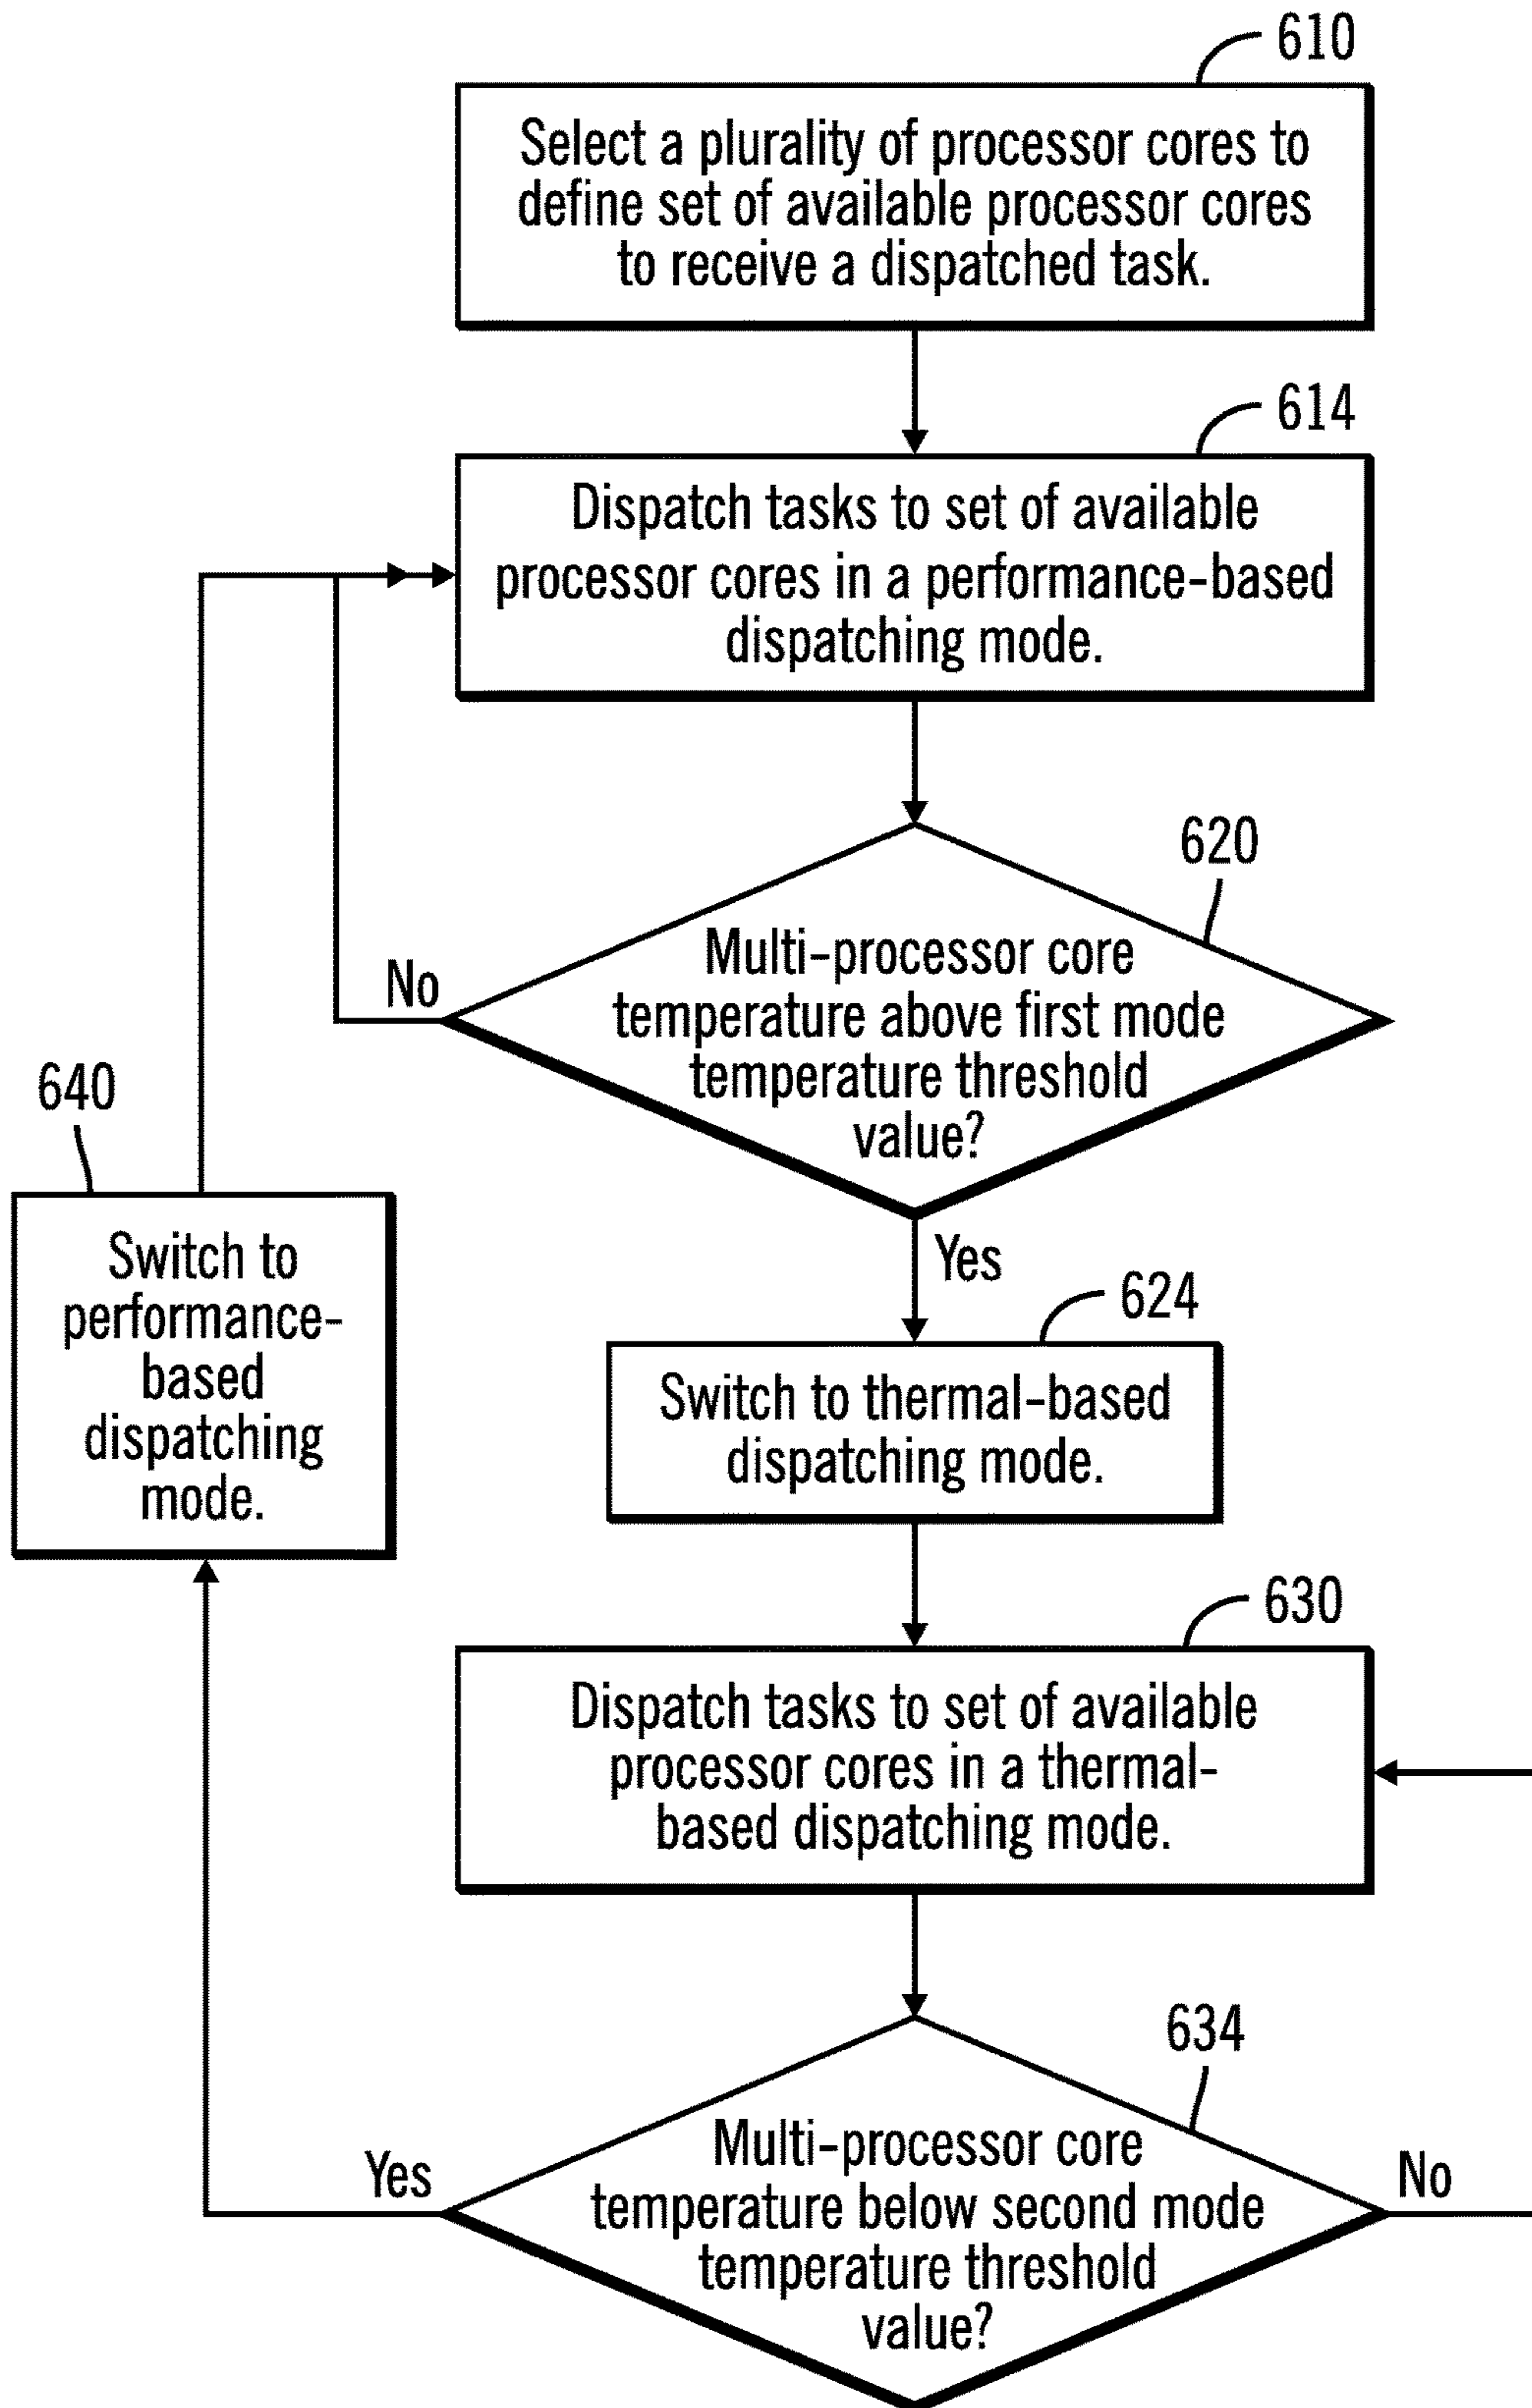 610
Select a plurality of processor cores to
define set of available processor cores
to receive a dispatched task.
614
Dispatch tasks to set of available
processor cores in a performance-based
dispatching mode.
620
Multi-processor core
temperature above first mode
temperature threshold
value?
No
Yes
640
Switch to
performance-
based
dispatching
mode.
624
Switch to thermal-based
dispatching mode.
630
Dispatch tasks to set of available
processor cores in a thermal-
based dispatching mode.
634
Multi-processor core
temperature below second mode
temperature threshold
value?
Yes
No